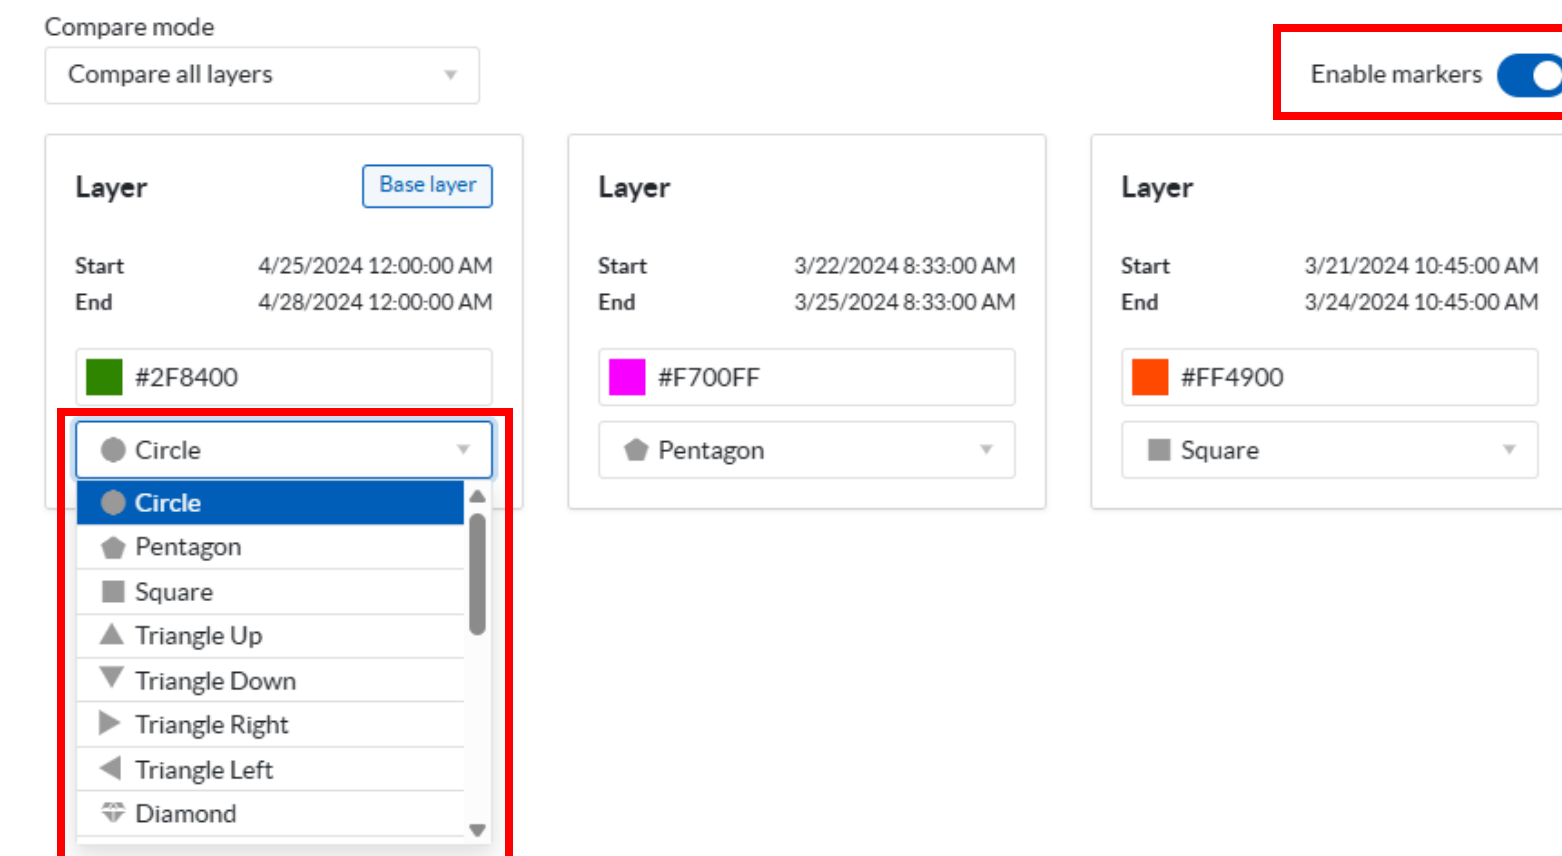 Compare mode
Compare all layers
Enable markers
Layer
Base layer
Start 4/25/2024 12:00:00 AM
End 4/28/2024 12:00:00 AM
#2F8400
Circle
Circle
Pentagon
Square
Triangle Up
Triangle Down
Triangle Right
Triangle Left
Diamond
Layer
Start 3/22/2024 8:33:00 AM
End 3/25/2024 8:33:00 AM
#F700FF
Pentagon
Layer
Start 3/21/2024 10:45:00 AM
End 3/24/2024 10:45:00 AM
#FF4900
Square